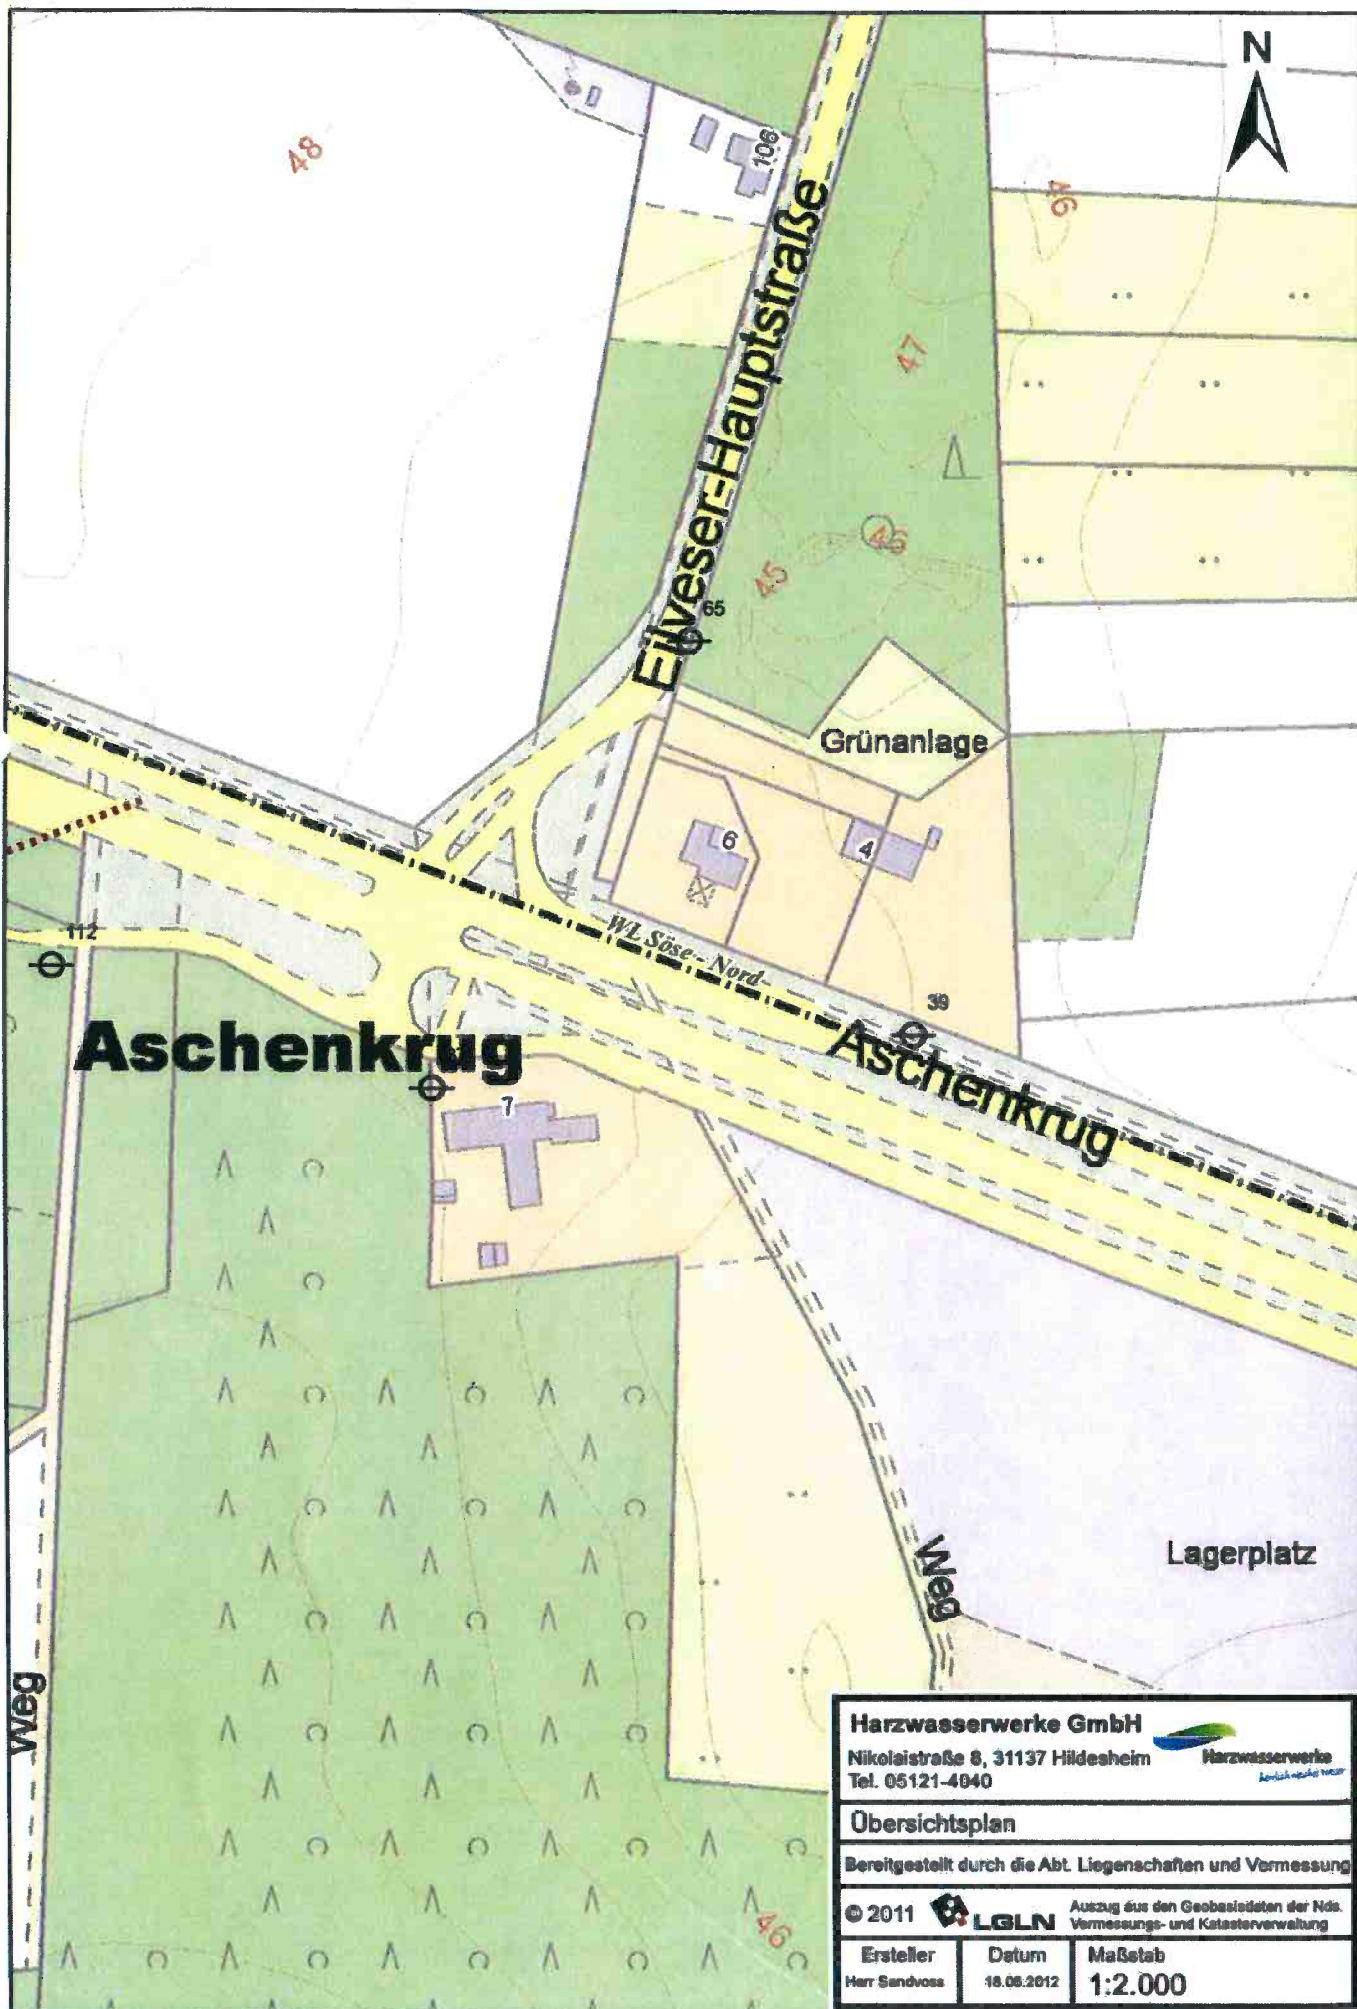 N
48
106
46
Eilveser-Hauptstraße
47
46
45
65
Grünanlage
6
4
112
WL Söse - Nord
39
Aschenkrug
Aschenkrug
7
Weg
Lagerplatz
Weg
46
Harzwasserwerke GmbH
Nikolaistraße 8, 31137 Hildesheim
Tel. 05121-4040
Harzwasserwerke
Übersichtsplan
Bereitgestellt durch die Abt. Liegenschaften und Vermessung
© 2011 LGLN
Auszug aus den Geobasisdaten der Nds.
Vermessungs- und Katasterverwaltung
Ersteller
Herr Sandvoss
Datum
Maßstab
1:2.000